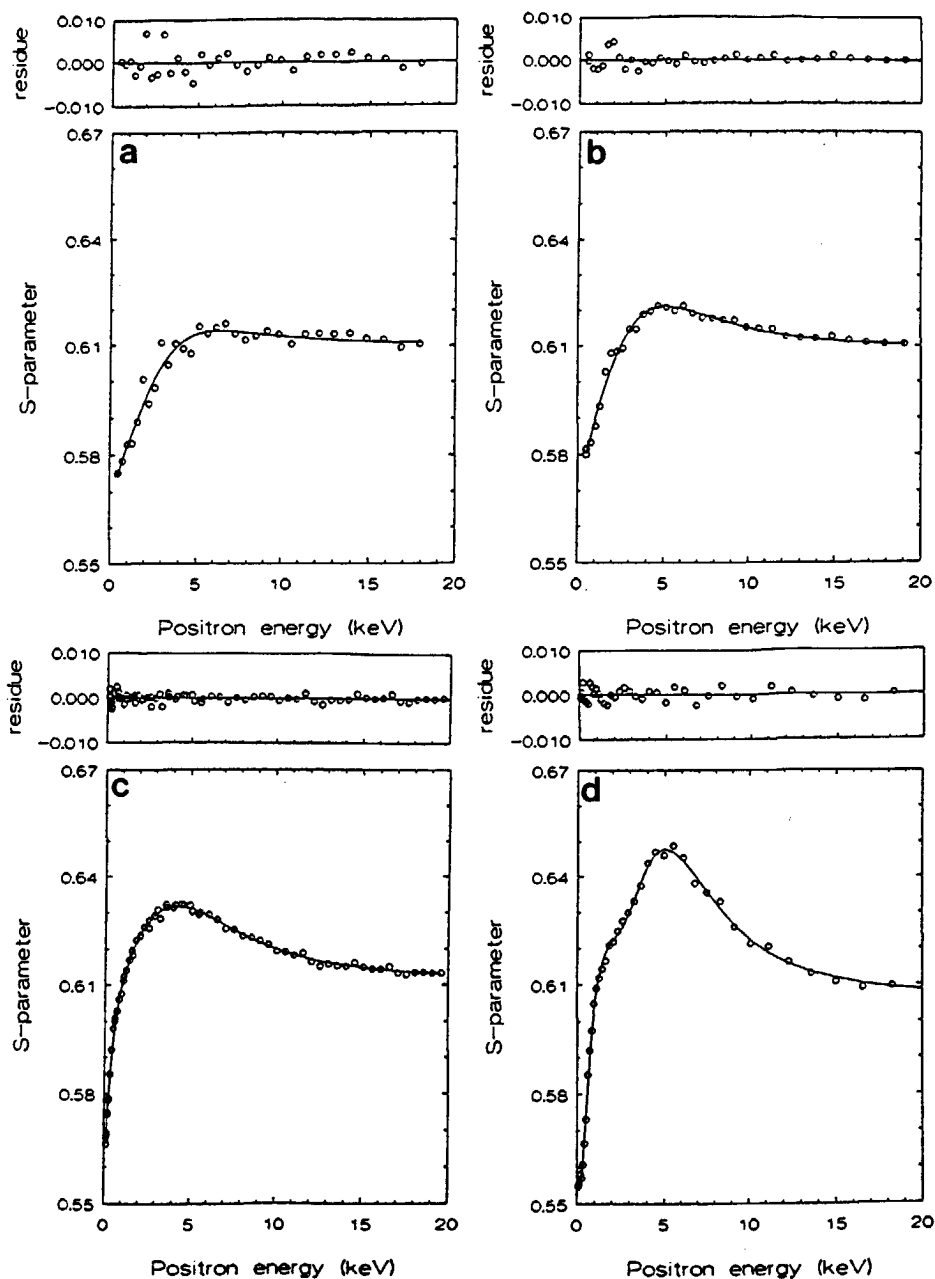 residue
0.010
0.000
-0.010
residue
0.010
0.000
-0.010
a
S-parameter
0.67
0.64
0.61
0.58
0.55
0 5 10 15 20
Positron energy (keV)
b
S-parameter
0.67
0.64
0.61
0.58
0.55
0 5 10 15 20
Positron energy (keV)
residue
0.010
0.000
-0.010
residue
0.010
0.000
-0.010
c
S-parameter
0.67
0.64
0.61
0.58
0.55
0 5 10 15 20
Positron energy (keV)
d
S-parameter
0.67
0.64
0.61
0.58
0.55
0 5 10 15 20
Positron energy (keV)